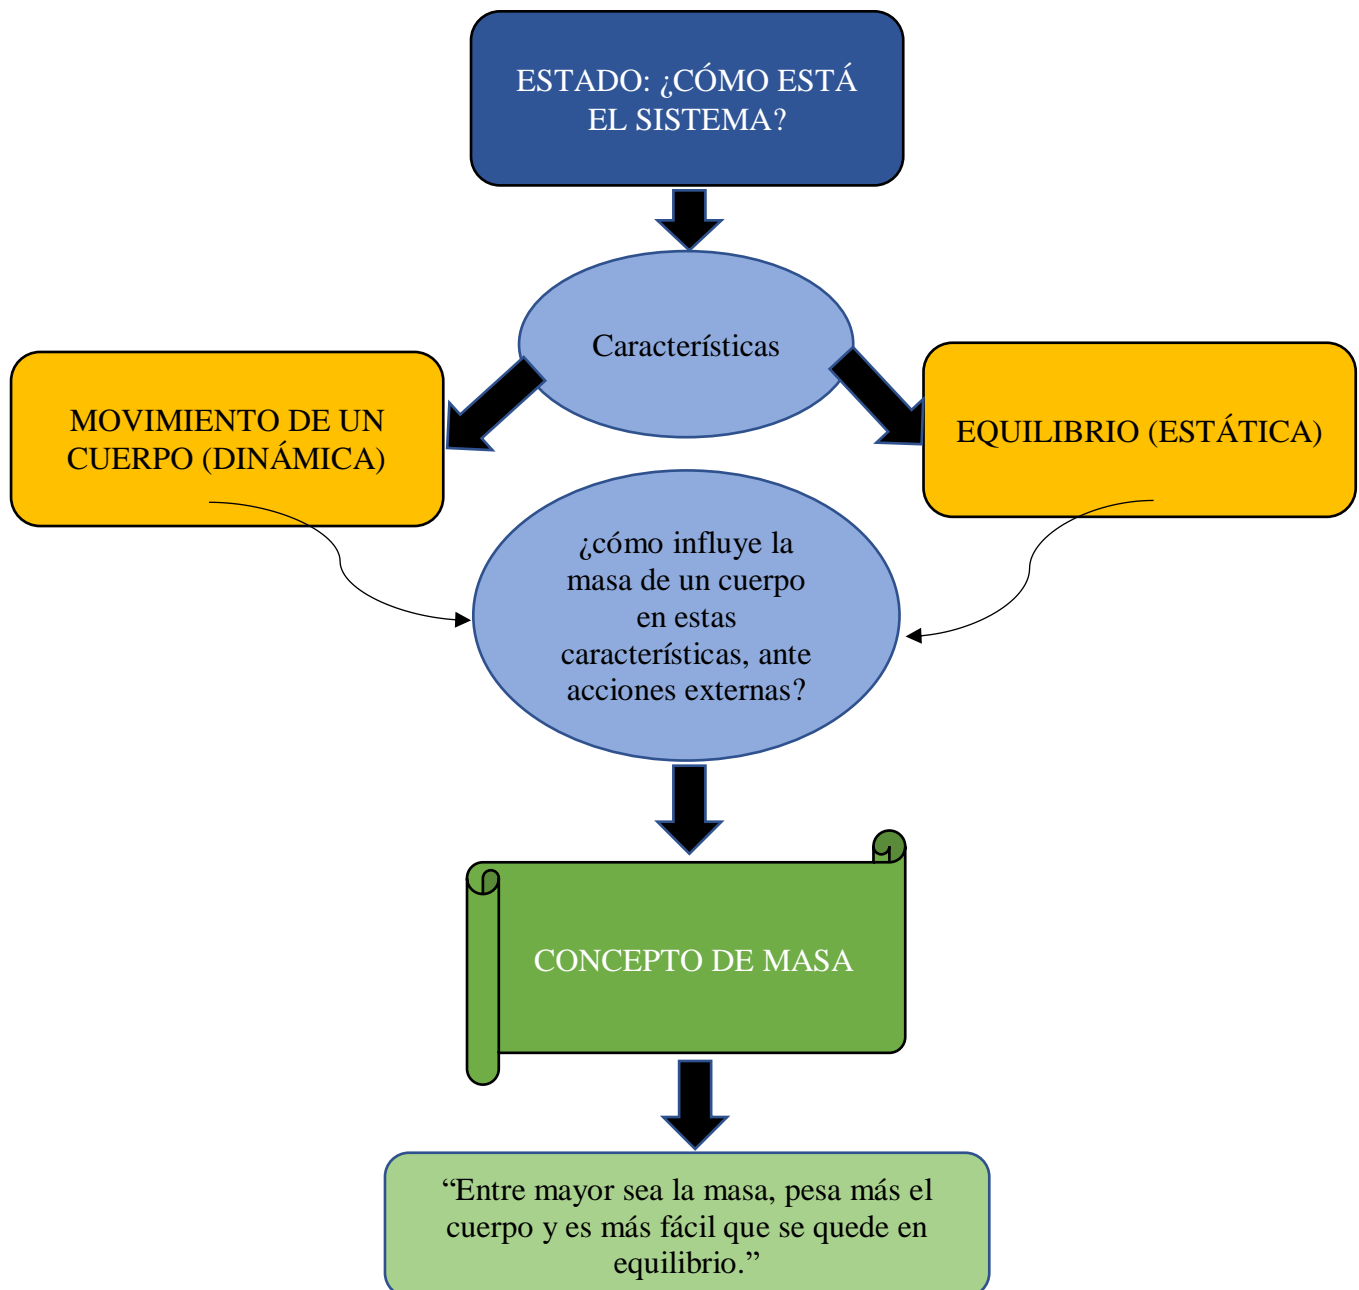 ESTADO: ¿CÓMO ESTÁ
EL SISTEMA?
Característísticas
MOVIMIENTO DE UN
CUERPO (DINÁMICA)
EQUILIBRIO (ESTÁTICA)
¿cómo influye la
masa de un cuerpo
en estas
características, ante
acciones externas?
CONCEPTO DE MASA
“Entre mayor sea la masa, pesa más el
cuerpo y es más fácil que se quede en
equilibrio.”